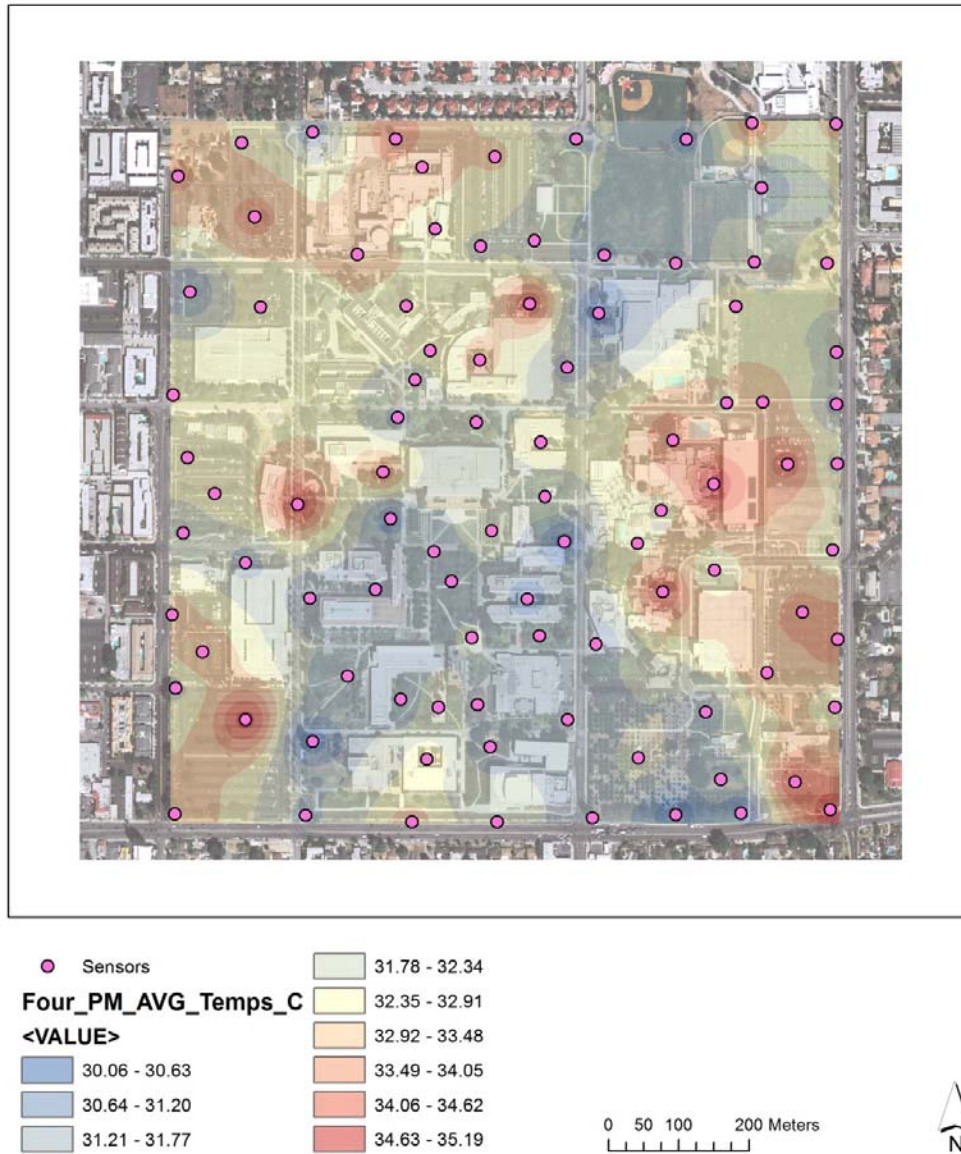 Sensors
Four_PM_AVG_Temps_C
<VALUE>
30.06 - 30.63
30.64 - 31.20
31.21 - 31.77
31.78 - 32.34
32.35 - 32.91
32.92 - 33.48
33.49 - 34.05
34.06 - 34.62
34.63 - 35.19
0 50 100 200 Meters
N